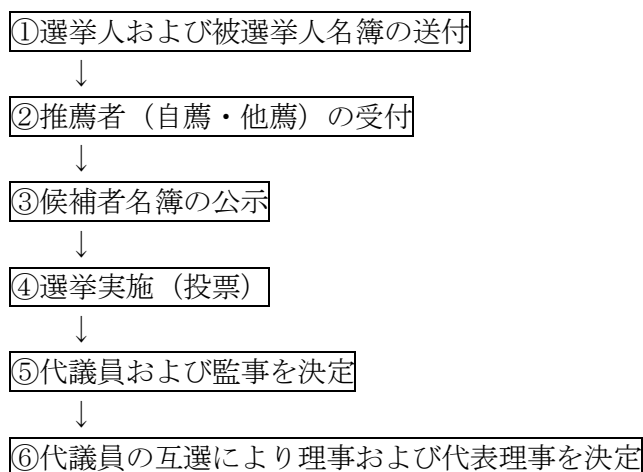 ①選挙人および被選挙人名簿の送付
↓
②推薦者（自薦・他薦）の受付
↓
③候補者名簿の公示
↓
④選挙実施（投票）
↓
⑤代議員および監事を決定
↓
⑥代議員の互選により理事および代表理事を決定